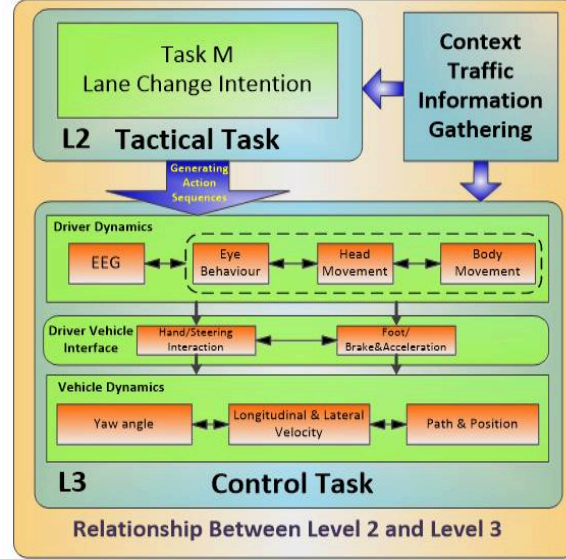 Task M
Lane Change Intention
L2 Tactical Task
Context
Traffic
Information
Gathering
Generating
Action
Sequences
Driver Dynamics
EEG
Eye
Behaviour
Head
Movement
Body
Movement
Driver Vehicle
Interface
Hand/Steering
Interaction
Foot/
Brake&Acceleration
Vehicle Dynamics
Yaw angle
Longitudinal & Lateral
Velocity
Path & Position
L3 Control Task
Relationship Between Level 2 and Level 3